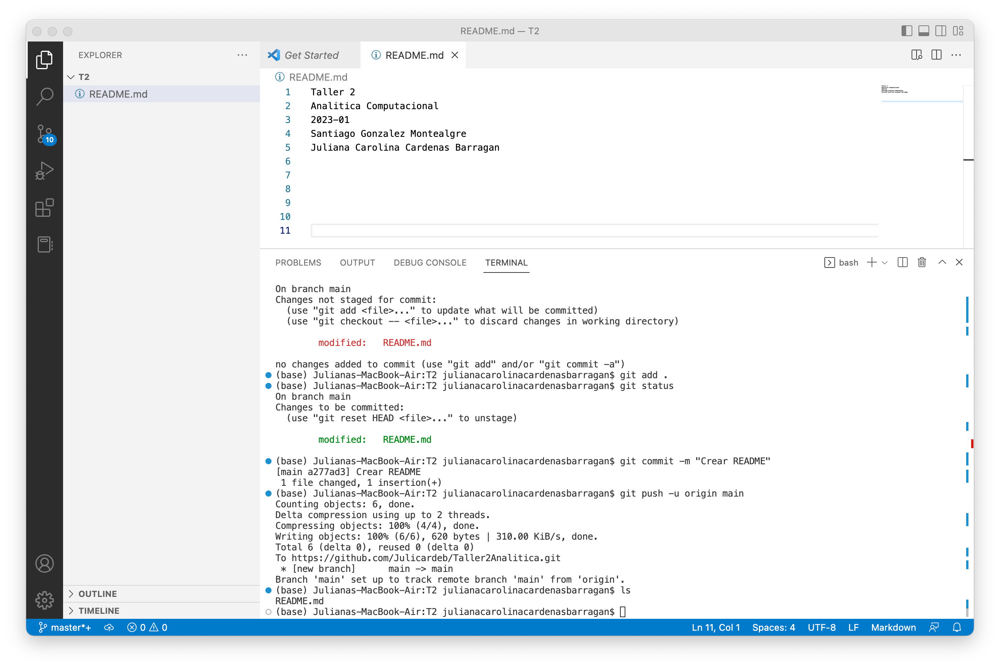 README.md — T2
EXPLORER
Get Started
README.md
T2
README.md
README.md
10
1 Taller 2
2 Analitica Computacional
3 2023-01
4 Santiago Gonzalez Montealgre
5 Juliana Carolina Cardenas Barragan
6
7
8
9
10
11
PROBLEMS OUTPUT DEBUG CONSOLE TERMINAL bash
On branch main
Changes not staged for commit:
(use "git add <file>..." to update what will be committed)
(use "git checkout -- <file>..." to discard changes in working directory)
modified: README.md
no changes added to commit (use "git add" and/or "git commit -a")
(base) Julianas-MacBook-Air:T2 julianacarolinacardenasbarragan$ git add .
(base) Julianas-MacBook-Air:T2 julianacarolinacardenasbarragan$ git status
On branch main
Changes to be committed:
(use "git reset HEAD <file>..." to unstage)
modified: README.md
(base) Julianas-MacBook-Air:T2 julianacarolinacardenasbarragan$ git commit -m "Crear README"
[main a277ad3] Crear README
1 file changed, 1 insertion(+)
(base) Julianas-MacBook-Air:T2 julianacarolinacardenasbarragan$ git push -u origin main
Counting objects: 6, done.
Delta compression using up to 2 threads.
Compressing objects: 100% (4/4), done.
Writing objects: 100% (6/6), 620 bytes | 310.00 KiB/s, done.
Total 6 (delta 0), reused 0 (delta 0)
To https://github.com/Julicardeb/Taller2Analitica.git
* [new branch] main -> main
Branch 'main' set up to track remote branch 'main' from 'origin'.
(base) Julianas-MacBook-Air:T2 julianacarolinacardenasbarragan$ ls
README.md
(base) Julianas-MacBook-Air:T2 julianacarolinacardenasbarragan$
OUTLINE
TIMELINE
master*+ 0 0 Ln 11, Col 1 Spaces: 4 UTF-8 LF Markdown